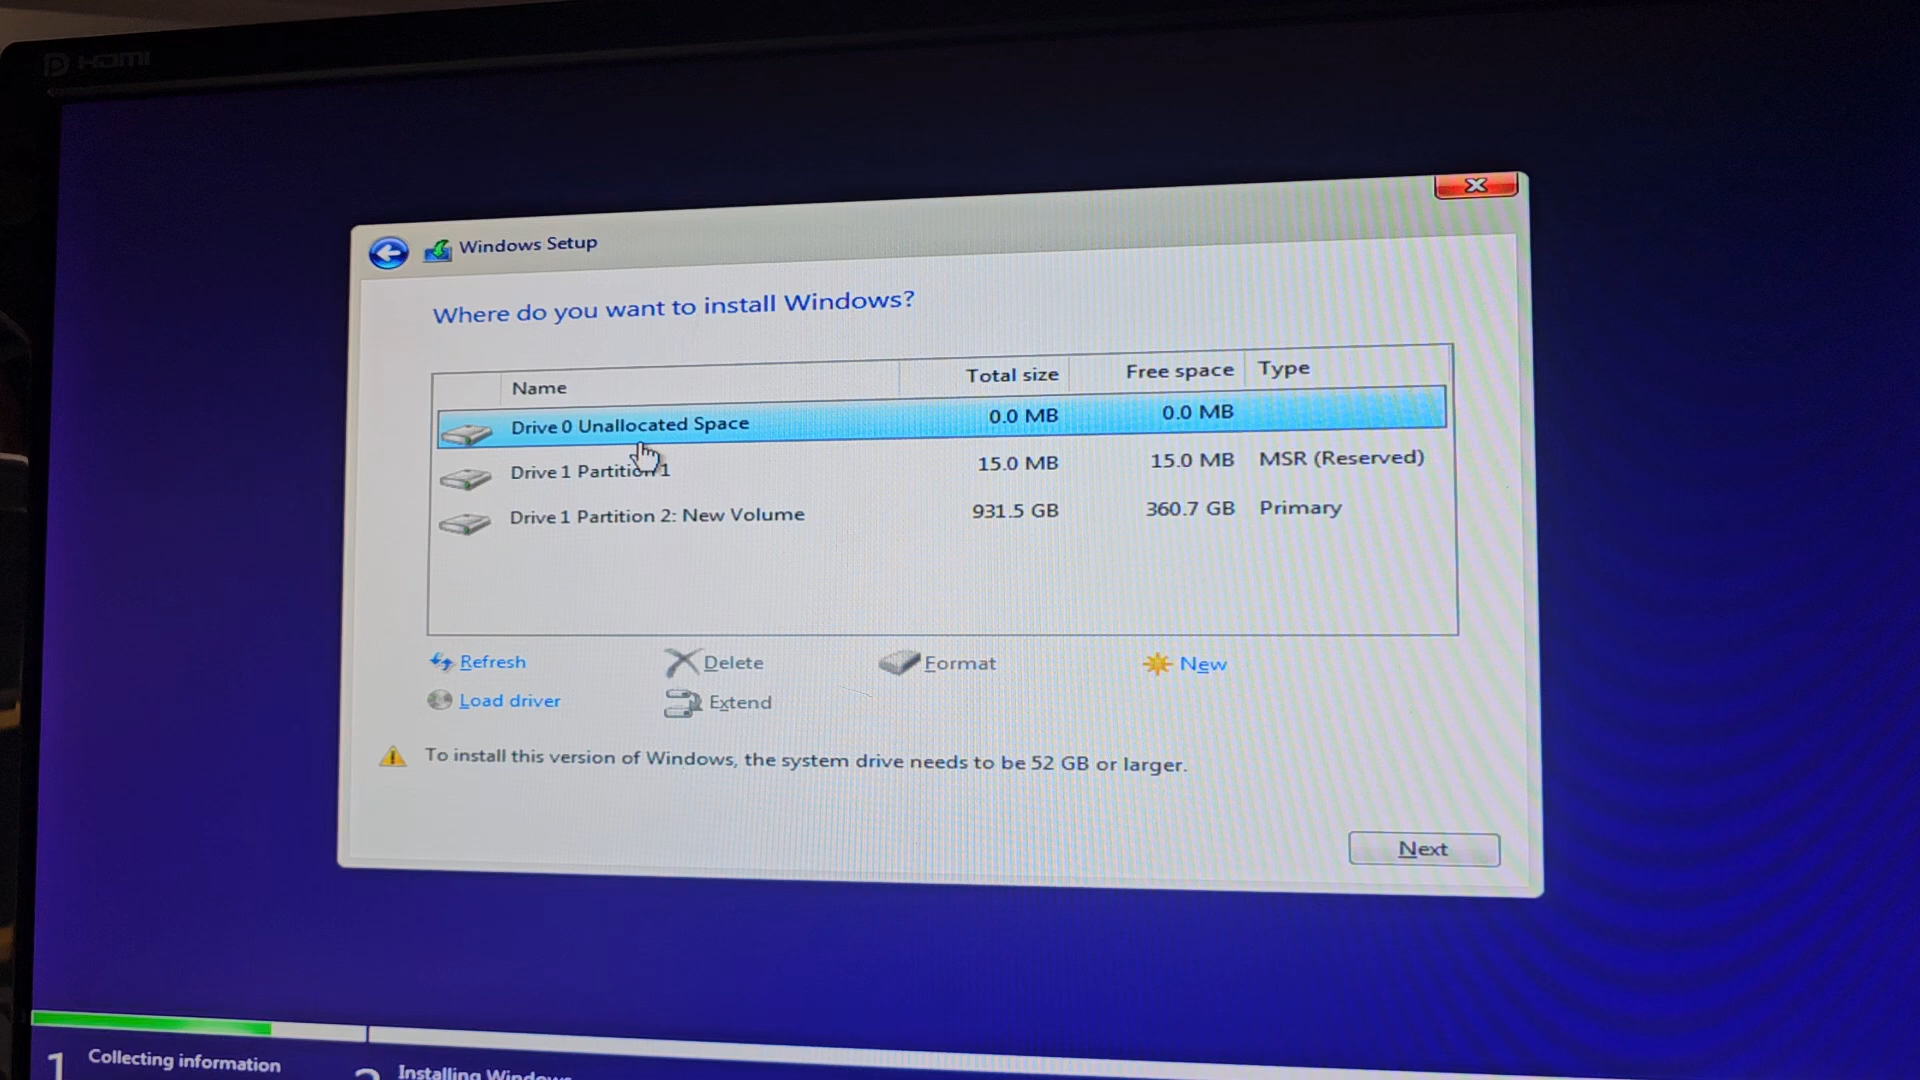 HDMI
Windows Setup
Where do you want to install Windows?
Name Total size Free space Type
Drive 0 Unallocated Space 0.0 MB 0.0 MB
Drive 1 Partition 1 15.0 MB 15.0 MB MSR (Reserved)
Drive 1 Partition 2: New Volume 931.5 GB 360.7 GB Primary
Refresh Delete Format New
Load driver Extend
To install this version of Windows, the system drive needs to be 52 GB or larger.
Next
1 Collecting information 2 Installing Windows